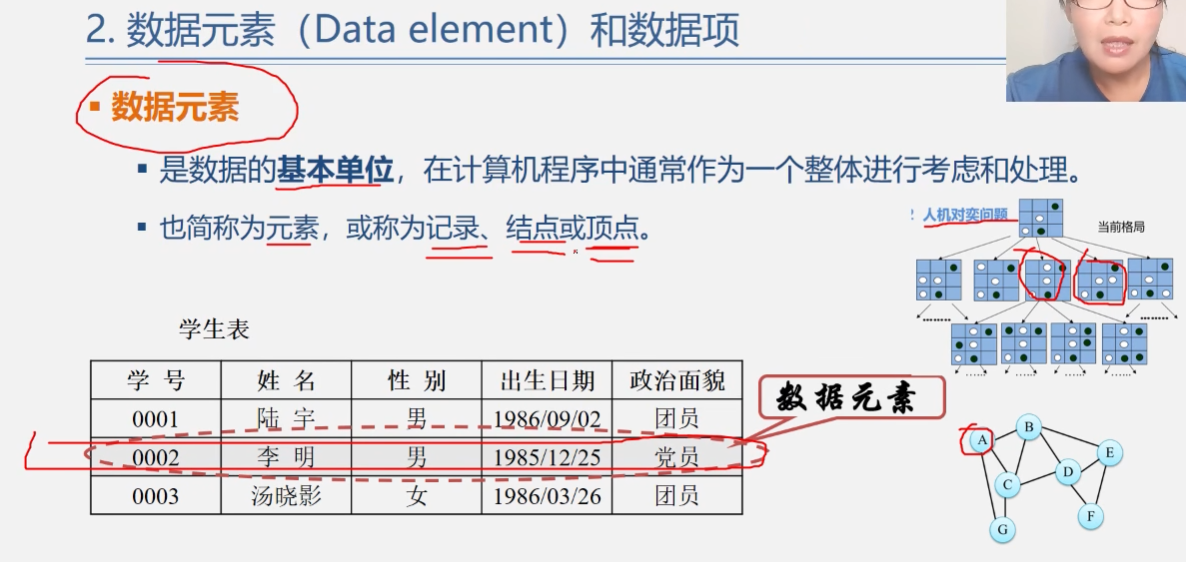 2. 数据元素（Data element）和数据项
▪ 数据元素
▪ 是数据的基本单位，在计算机程序中通常作为一个整体进行考虑和处理。
▪ 也简称为元素，或称为记录、结点或顶点。
! 人机对弈问题
当前格局
........ ........
...... ...... ...... ......
学生表
学 号 姓 名 性 别 出生日期 政治面貌
0001 陆 宇 男 1986/09/02 团员
0002 李 明 男 1985/12/25 党员
0003 汤晓影 女 1986/03/26 团员
数据元素
A B E D C F G